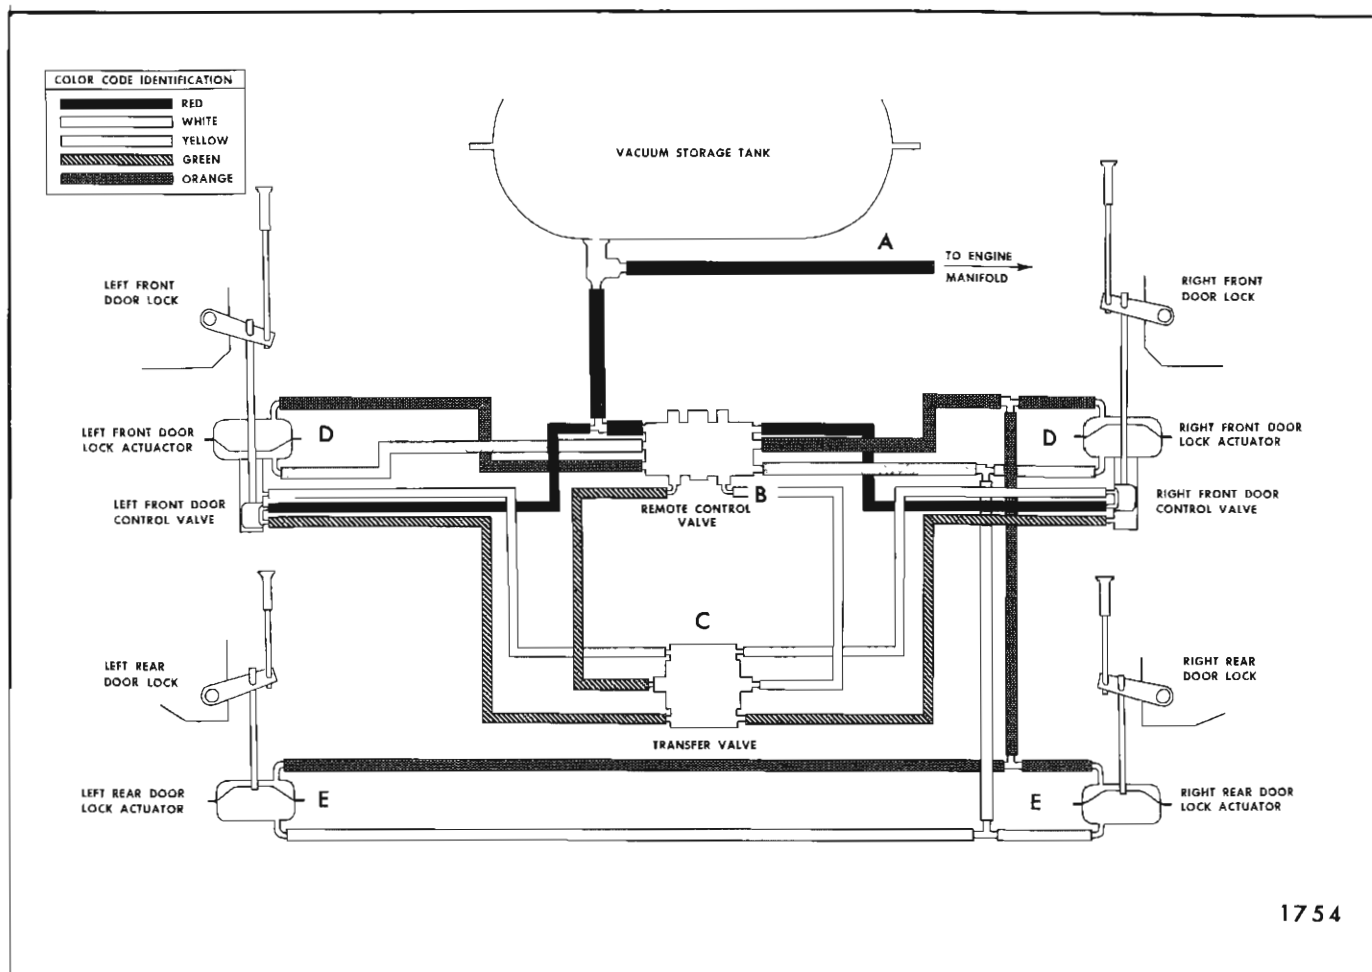 COLOR CODE IDENTIFICATION
RED
WHITE
YELLOW
GREEN
ORANGE
VACUUM STORAGE TANK
A
TO ENGINE
MANIFOLD
LEFT FRONT
DOOR LOCK
RIGHT FRONT
DOOR LOCK
LEFT FRONT DOOR
LOCK ACTUACTOR
D
D
RIGHT FRONT DOOR
LOCK ACTUATOR
LEFT FRONT DOOR
CONTROL VALVE
B
REMOTE CONTROL
VALVE
RIGHT FRONT DOOR
CONTROL VALVE
C
LEFT REAR
DOOR LOCK
RIGHT REAR
DOOR LOCK
TRANSFER VALVE
LEFT REAR DOOR
LOCK ACTUATOR
E
E
RIGHT REAR DOOR
LOCK ACTUATOR
1754